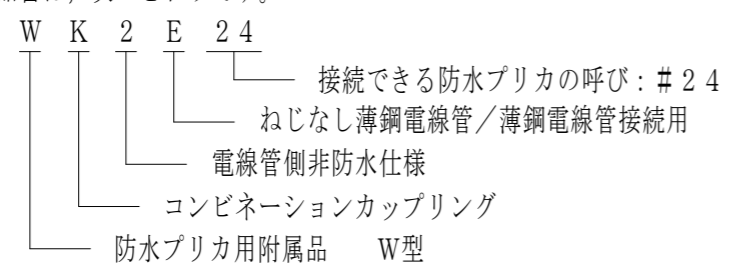 Ｗ Ｋ ２ Ｅ ２４
接続できる防水プリカの呼び：＃２４
ねじなし薄鋼電線管／薄鋼電線管接続用
電線管側非防水仕様
コンビネーションカップリング
防水プリカ用附属品　Ｗ型